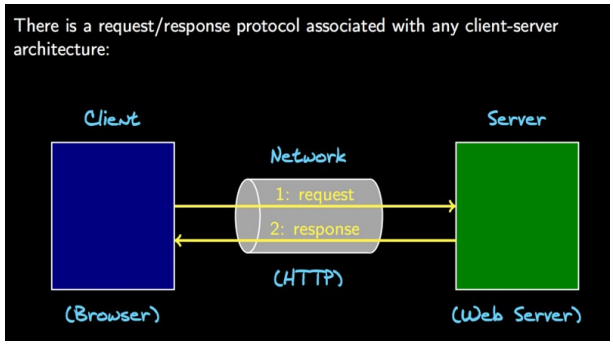 There is a request/response protocol associated with any client-server
architecture:
Client
Server
Network
1: request
2: response
(HTTP)
(Browser)
(Web Server)